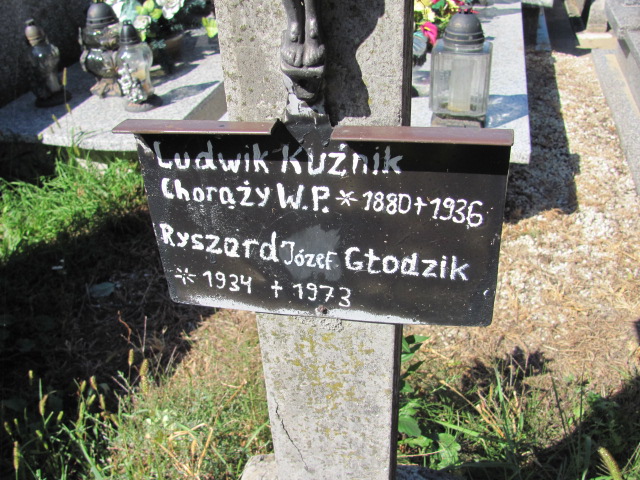 Ludwik Kuźnik
Chorąży W.P. * 1880 + 1936
Ryszard Józef Głodzik
* 1934 + 1973